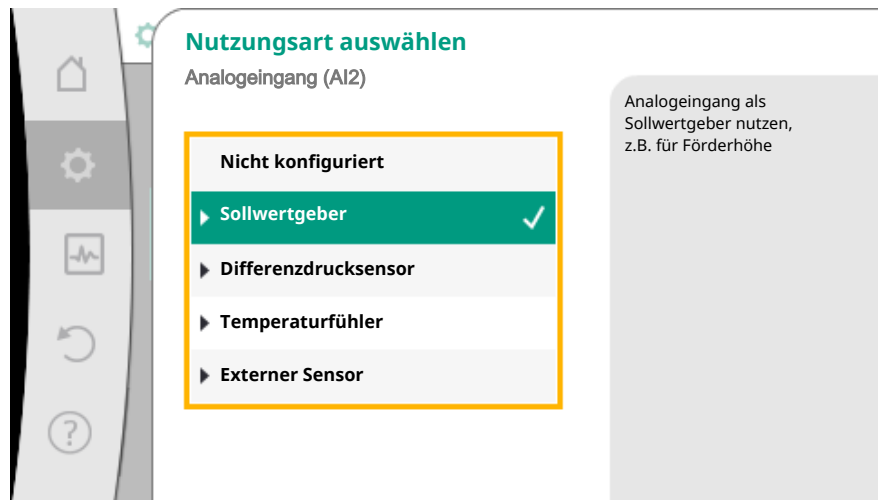 Nutzungsart auswählen
Analogeingang (AI2)
Nicht konfiguriert
Sollwertgeber
Differenzdrucksensor
Temperaturfühler
Externer Sensor
Analogeingang als
Sollwertgeber nutzen,
z.B. für Förderhöhe
?